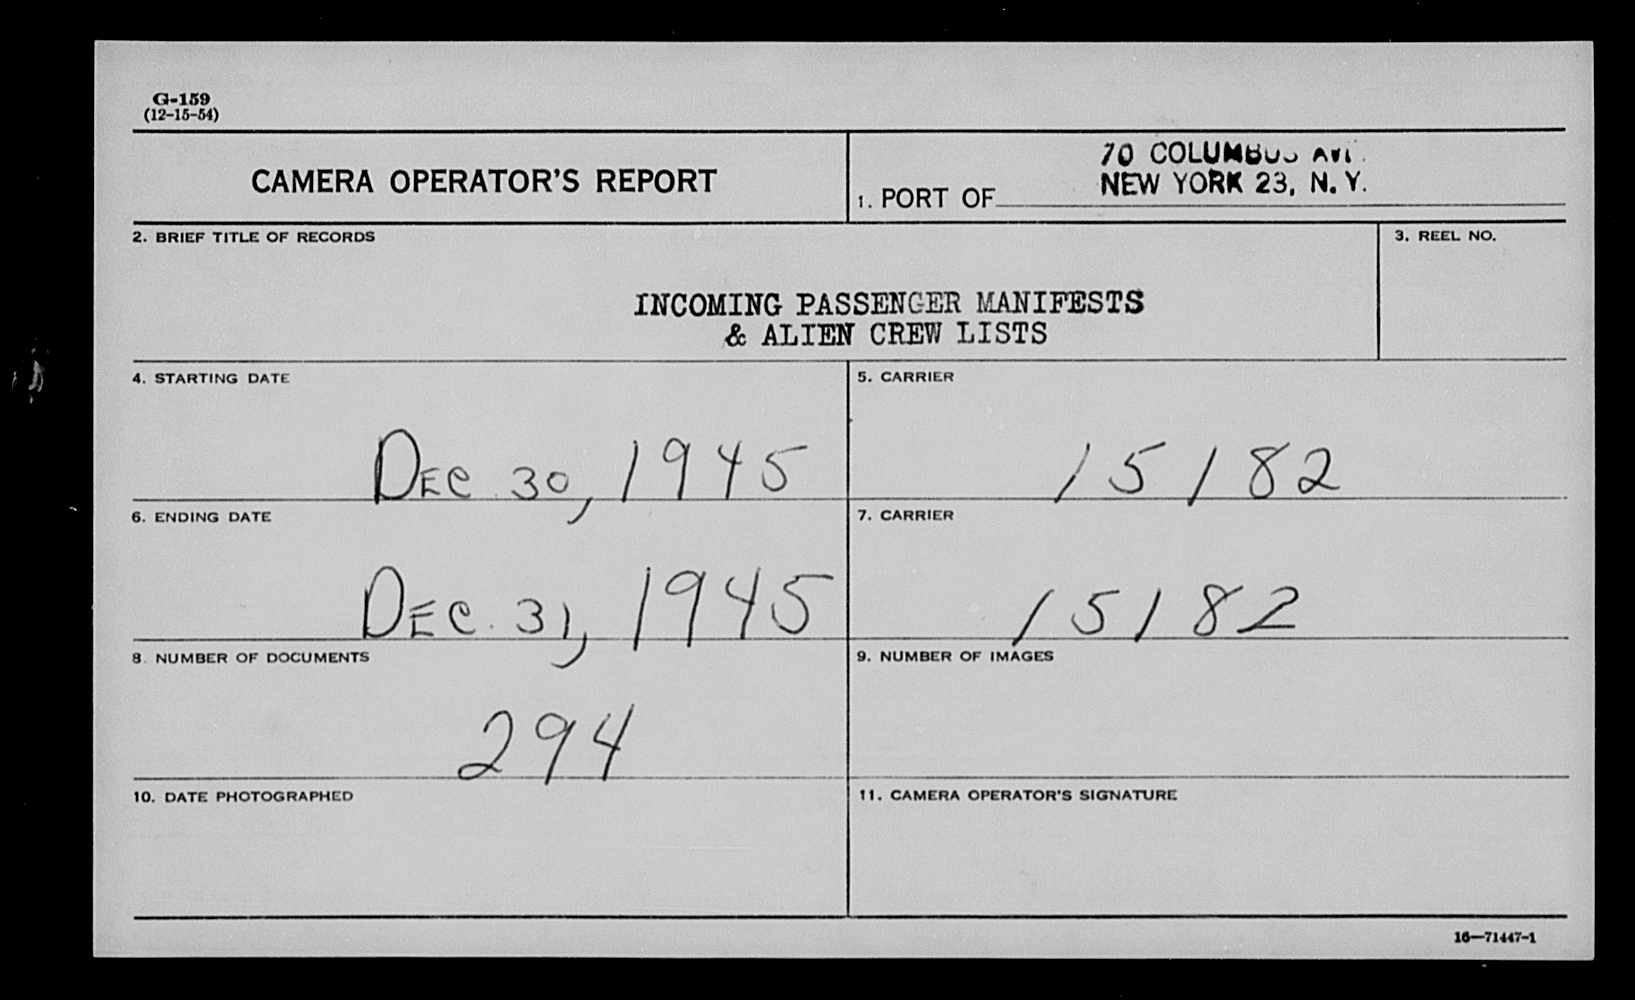 G-159
(12-15-54)
CAMERA OPERATOR'S REPORT
1. PORT OF
70 COLUMBUS AVE.
NEW YORK 23, N. Y.
2. BRIEF TITLE OF RECORDS
3. REEL NO.
INCOMING PASSENGER MANIFESTS
& ALIEN CREW LISTS
4. STARTING DATE
DEC 30, 1945
5. CARRIER
15182
6. ENDING DATE
DEC. 31, 1945
7. CARRIER
15182
8. NUMBER OF DOCUMENTS
294
9. NUMBER OF IMAGES
10. DATE PHOTOGRAPHED
11. CAMERA OPERATOR'S SIGNATURE
16—71447-1